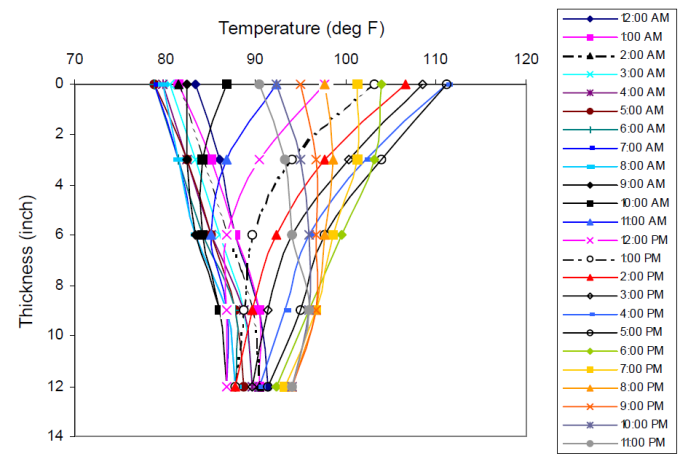 Temperature (deg F)
70 80 90 100 110 120
0
2
4
6
8
10
12
14
Thickness (inch)
12:00 AM
1:00 AM
2:00 AM
3:00 AM
4:00 AM
5:00 AM
6:00 AM
7:00 AM
8:00 AM
9:00 AM
10:00 AM
11:00 AM
12:00 PM
1:00 PM
2:00 PM
3:00 PM
4:00 PM
5:00 PM
6:00 PM
7:00 PM
8:00 PM
9:00 PM
10:00 PM
11:00 PM